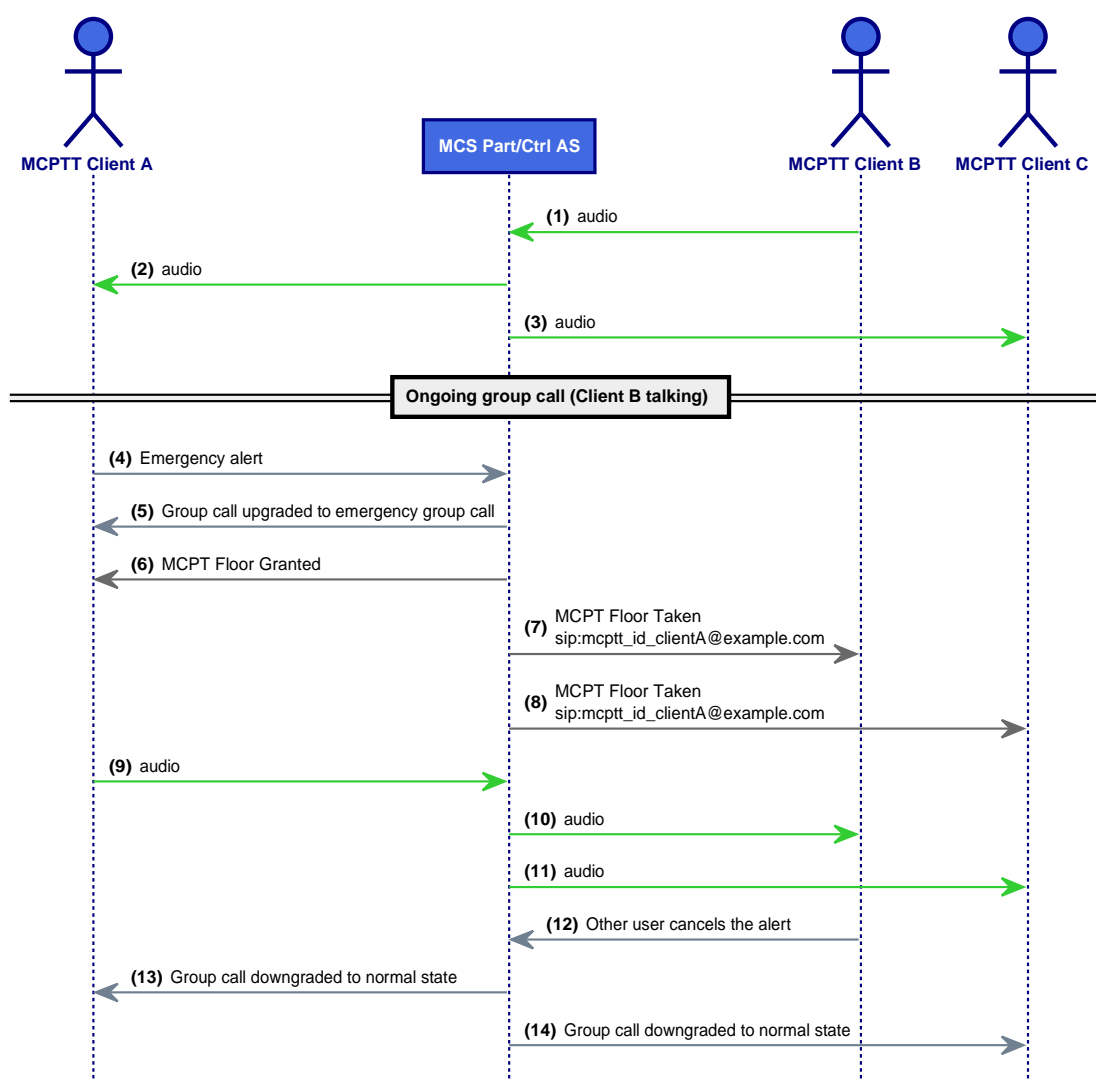 MCPTT Client A
MCS Part/Ctrl AS
MCPTT Client B
MCPTT Client C
(1) audio
(2) audio
(3) audio
Ongoing group call (Client B talking)
(4) Emergency alert
(5) Group call upgraded to emergency group call
(6) MCPT Floor Granted
(7) MCPT Floor Taken
sip:mcptt_id_clientA@example.com
(8) MCPT Floor Taken
sip:mcptt_id_clientA@example.com
(9) audio
(10) audio
(11) audio
(12) Other user cancels the alert
(13) Group call downgraded to normal state
(14) Group call downgraded to normal state